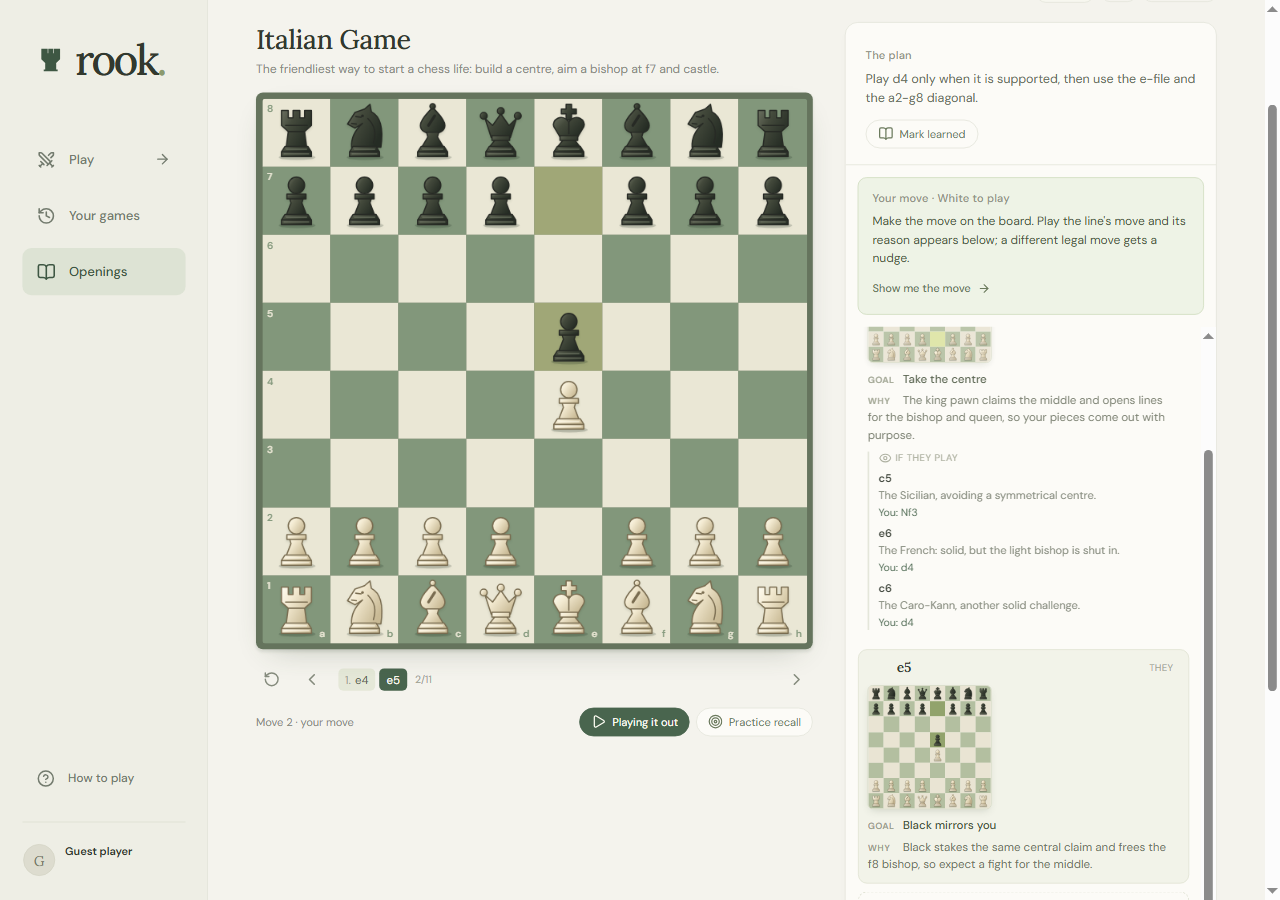 rook.
Play
Your games
Openings
How to play
G
Guest player
Italian Game
The friendliest way to start a chess life: build a centre, aim a bishop at f7 and castle.
8
7
6
5
4
3
2
1
a b c d e f g h
1. e4 e5 2/11
Move 2 · your move
Playing it out
Practice recall
The plan
Play d4 only when it is supported, then use the e-file and
the a2-g8 diagonal.
Mark learned
Your move · White to play
Make the move on the board. Play the line's move and its
reason appears below; a different legal move gets a
nudge.
Show me the move
GOAL Take the centre
WHY The king pawn claims the middle and opens lines
for the bishop and queen, so your pieces come out with
purpose.
IF THEY PLAY
c5
The Sicilian, avoiding a symmetrical centre.
You: Nf3
e6
The French: solid, but the light bishop is shut in.
You: d4
c6
The Caro-Kann, another solid challenge.
You: d4
e5 THEY
GOAL Black mirrors you
WHY Black stakes the same central claim and frees the
f8 bishop, so expect a fight for the middle.